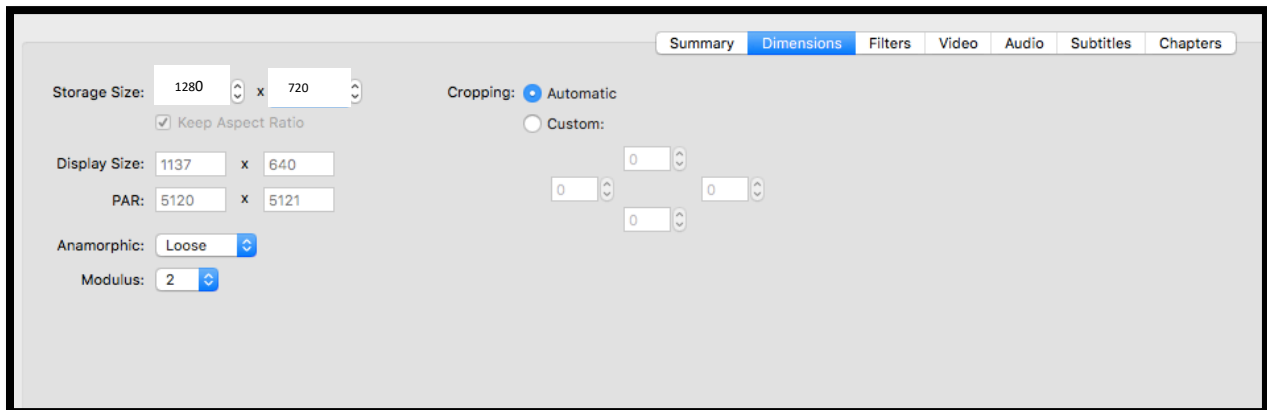 Summary Dimensions Filters Video Audio Subtitles Chapters
Storage Size: 1280 x 720
Keep Aspect Ratio
Display Size: 1137 x 640
PAR: 5120 x 5121
Anamorphic: Loose
Modulus: 2
Cropping: Automatic
Custom:
0
0 0
0